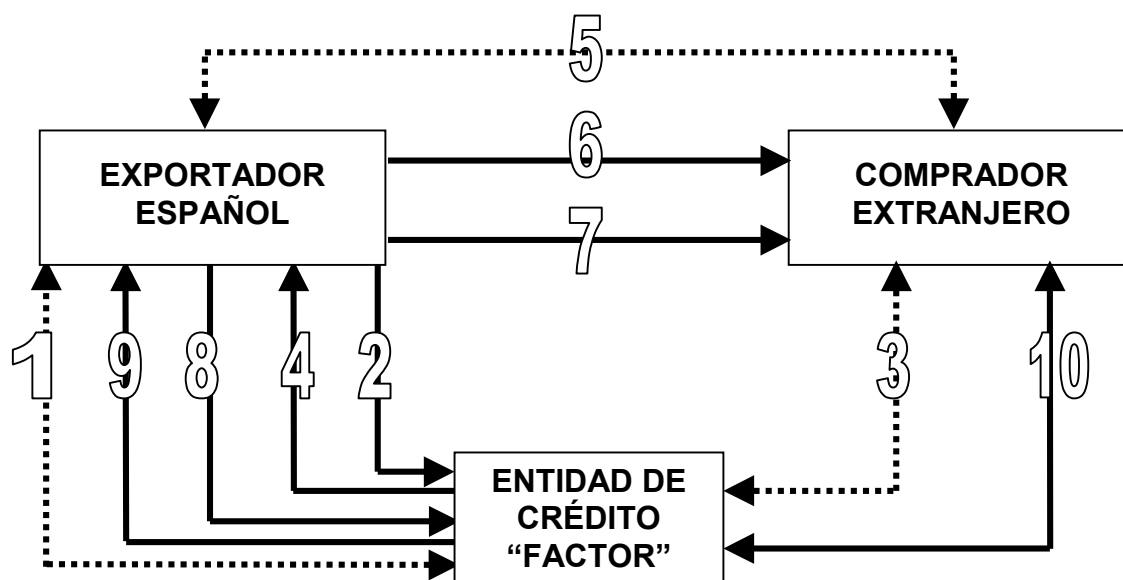 5
6
EXPORTADOR
ESPAÑOL
COMPRADOR
EXTRANJERO
7
1 9 8 4 2 3 10
ENTIDAD DE
CRÉDITO
“FACTOR”